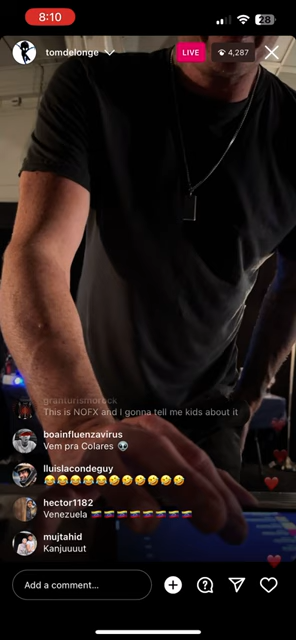 8:10
28
tomdelonge
LIVE
4,287
granturismorock
This is NOFX and I gonna tell me kids about it
boainfluenzavirus
Vem pra Colares 👽
lluislacondeguy
😂😂😂😂😂🤣🤣🤣🤣🤣🤣
hector1182
Venezuela 🇻🇪🇻🇪🇻🇪🇻🇪🇻🇪🇻🇪🇻🇪🇻🇪
mujtahid
Kanjuuuut
Add a comment...